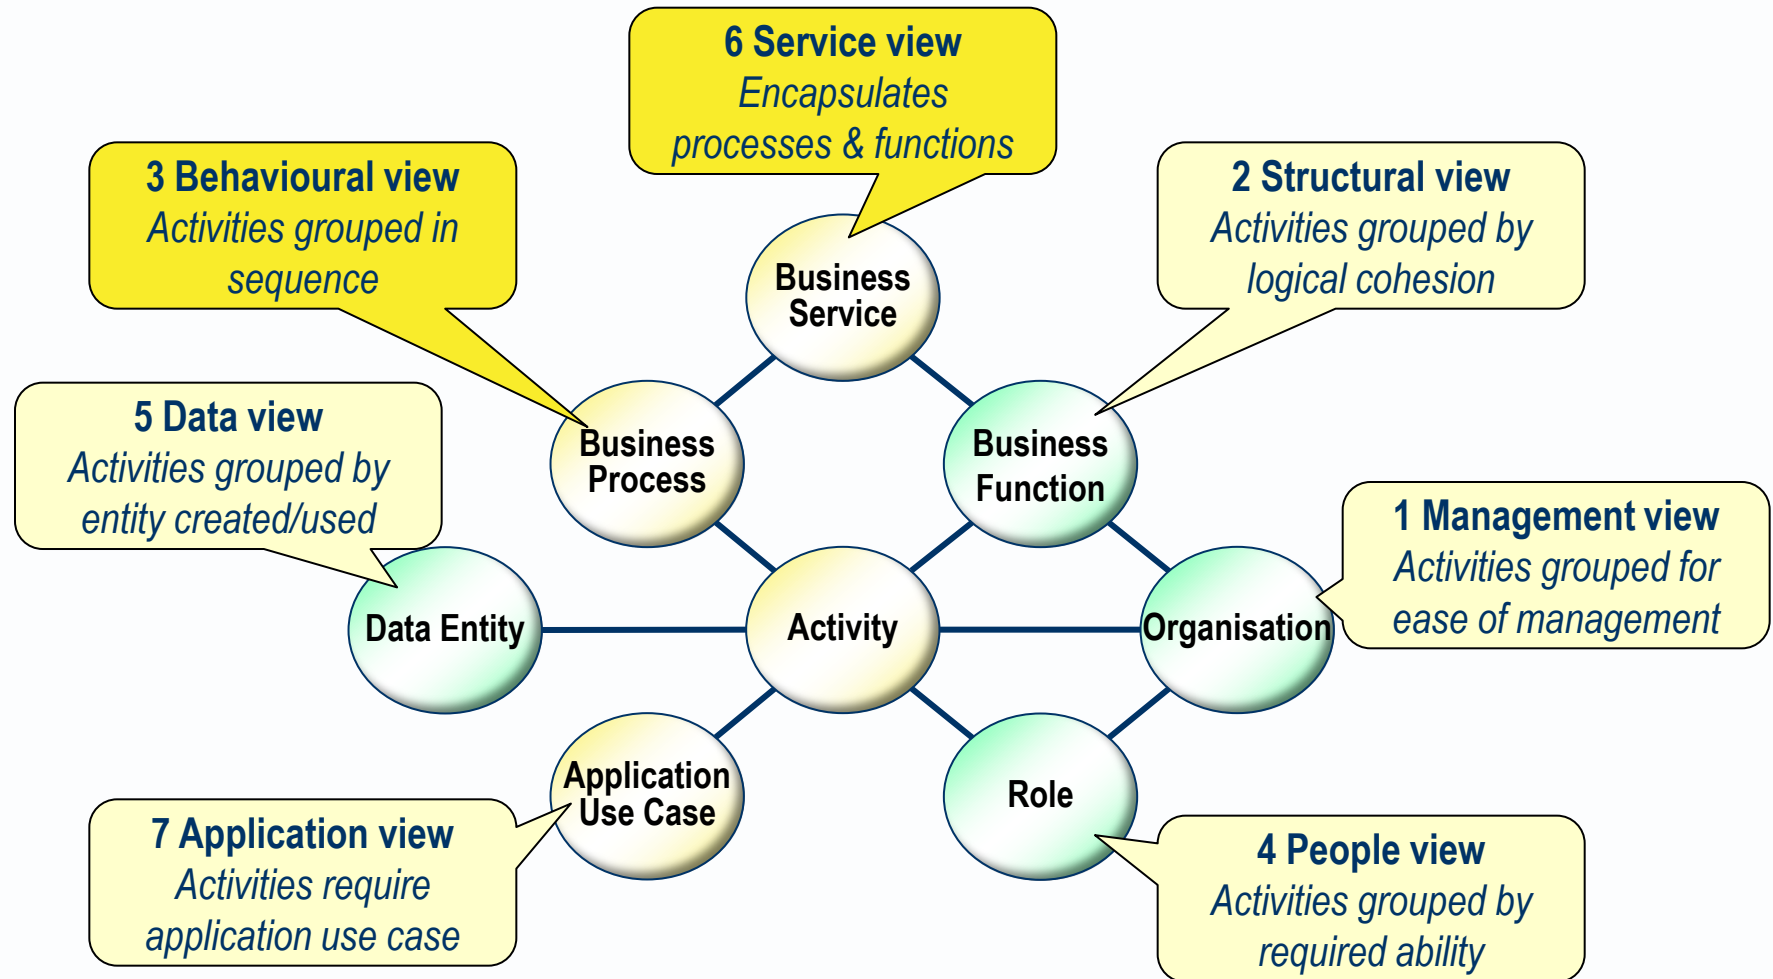 6 Service view
Encapsulates
processes & functions
3 Behavioural view
Activities grouped in
sequence
2 Structural view
Activities grouped by
logical cohesion
Business
Service
5 Data view
Activities grouped by
entity created/used
Business
Process
Business
Function
1 Management view
Activities grouped for
ease of management
Data Entity
Activity
Organisation
Application
Use Case
Role
7 Application view
Activities require
application use case
4 People view
Activities grouped by
required ability